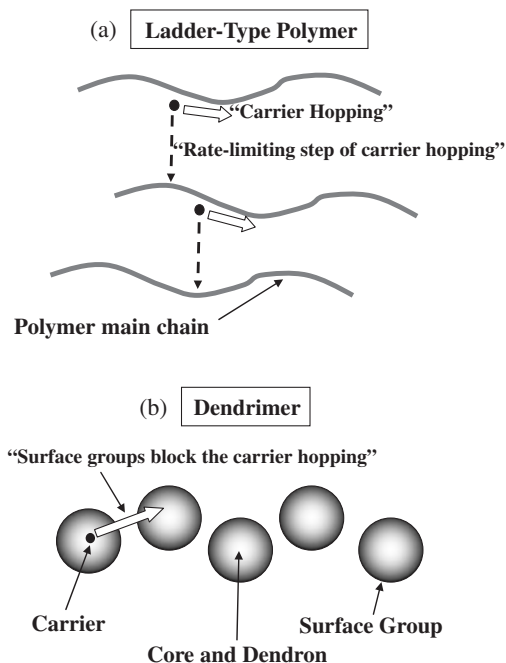 (a) Ladder-Type Polymer
“Carrier Hopping”
“Rate-limiting step of carrier hopping”
Polymer main chain
(b) Dendrimer
“Surface groups block the carrier hopping”
Carrier
Surface Group
Core and Dendron